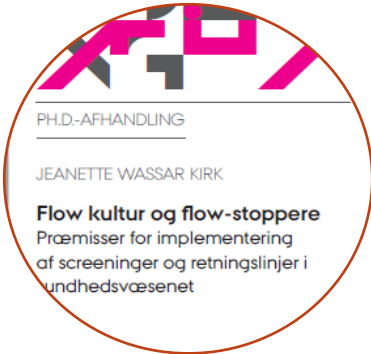 PH.D.-AFHANDLING
JEANETTE WASSAR KIRK
Flow kultur og flow-stoppere
Præmisser for implementering
af screeninger og retningslinjer i
undhedsvæsenet